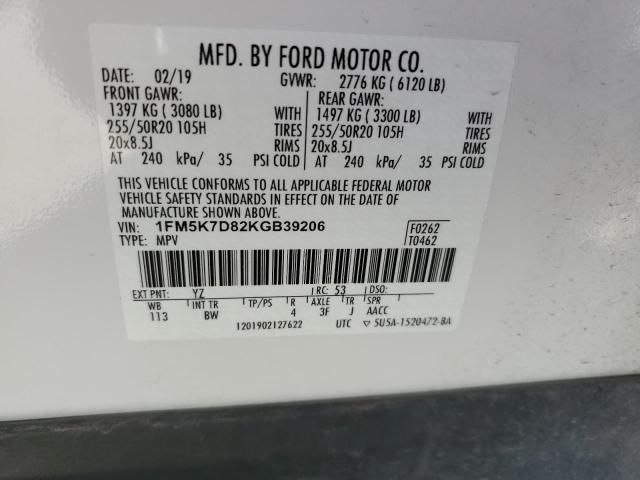 MFD. BY FORD MOTOR CO.
DATE: 02/19 GVWR: 2776 KG ( 6120 LB)
FRONT GAWR: REAR GAWR:
1397 KG ( 3080 LB) WITH 1497 KG ( 3300 LB) WITH
255/50R20 105H TIRES 255/50R20 105H TIRES
20x8.5J RIMS 20x8.5J RIMS
AT 240 kPa/ 35 PSI COLD AT 240 kPa/ 35 PSI COLD
THIS VEHICLE CONFORMS TO ALL APPLICABLE FEDERAL MOTOR
VEHICLE SAFETY STANDARDS IN EFFECT ON THE DATE OF
MANUFACTURE SHOWN ABOVE.
VIN: 1FM5K7D82KGB39206 F0262
TYPE: MPV T0462
EXT PNT: YZ RC: 53 DSO:
WB INT TR TP/PS R AXLE TR SPR
113 BW 4 3F J AACC
1201902127622 UTC ▽ 5U5A-1520472-BA